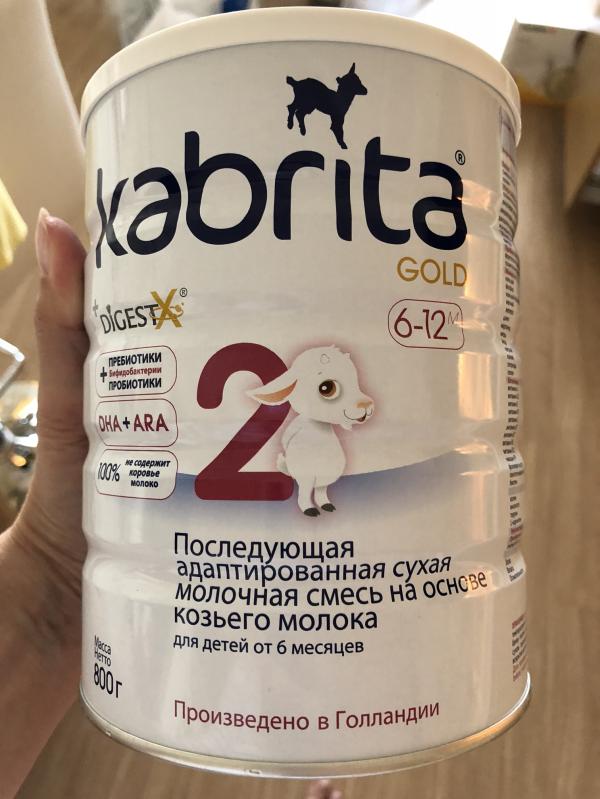 kabrita®
GOLD
+DIGESTX®
6-12М
+ ПРЕБИОТИКИ
Бифидобактерии
ПРОБИОТИКИ
2
DHA+ARA
100% не содержит
коровье
молоко
Последующая
адаптированная сухая
молочная смесь на основе
козьего молока
для детей от 6 месяцев
Масса
Нетто
800г
Произведено в Голландии